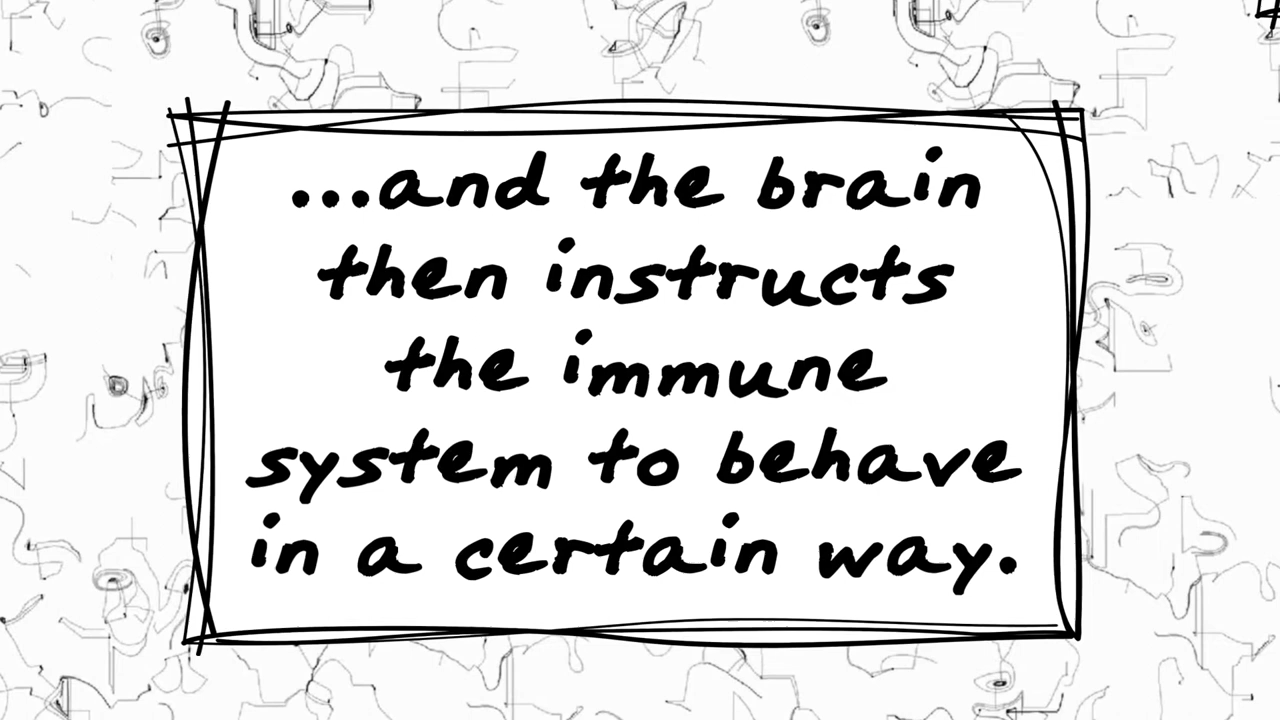 ...and the brain
then instructs
the immune
system to behave
in a certain way.